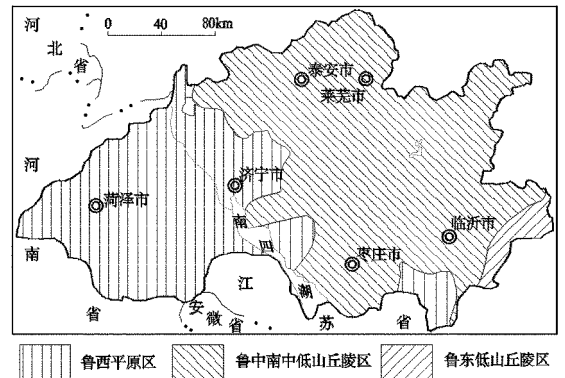 河
北
省
0 40 80km
泰安市
莱芜市
河
南
省
菏泽市
济宁市
南
四
湖
临沂市
枣庄市
江
苏
省
安
徽
省
鲁西平原区 鲁中南中低山丘陵区 鲁东低山丘陵区